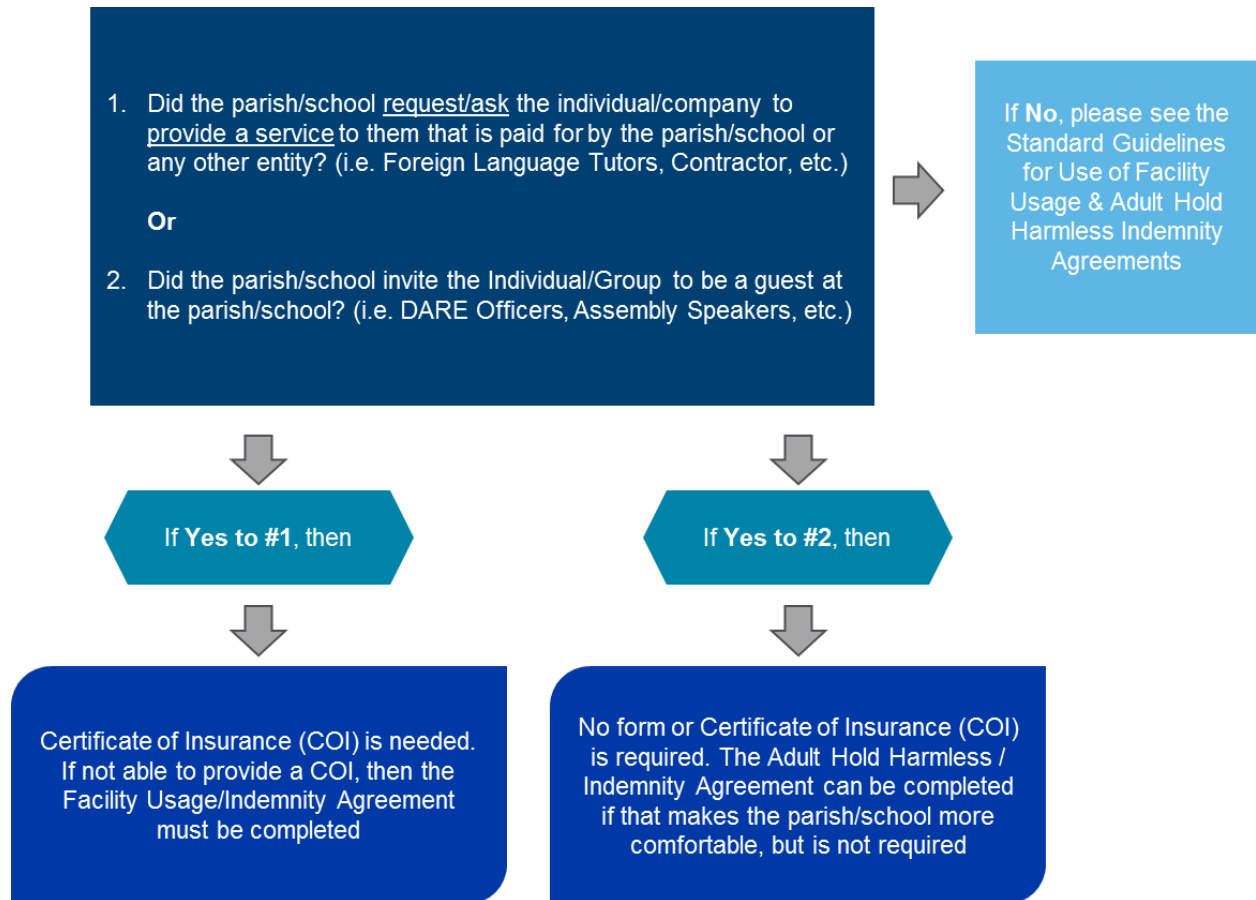 1. Did the parish/school request/ask the individual/company to
provide a service to them that is paid for by the parish/school or
any other entity? (i.e. Foreign Language Tutors, Contractor, etc.)
Or
2. Did the parish/school invite the Individual/Group to be a guest at
the parish/school? (i.e. DARE Officers, Assembly Speakers, etc.)
If No, please see the
Standard Guidelines
for Use of Facility
Usage & Adult Hold
Harmless Indemnity
Agreements
If Yes to #1, then
If Yes to #2, then
Certificate of Insurance (COI) is needed.
If not able to provide a COI, then the
Facility Usage/Indemnity Agreement
must be completed
No form or Certificate of Insurance (COI)
is required. The Adult Hold Harmless /
Indemnity Agreement can be completed
if that makes the parish/school more
comfortable, but is not required